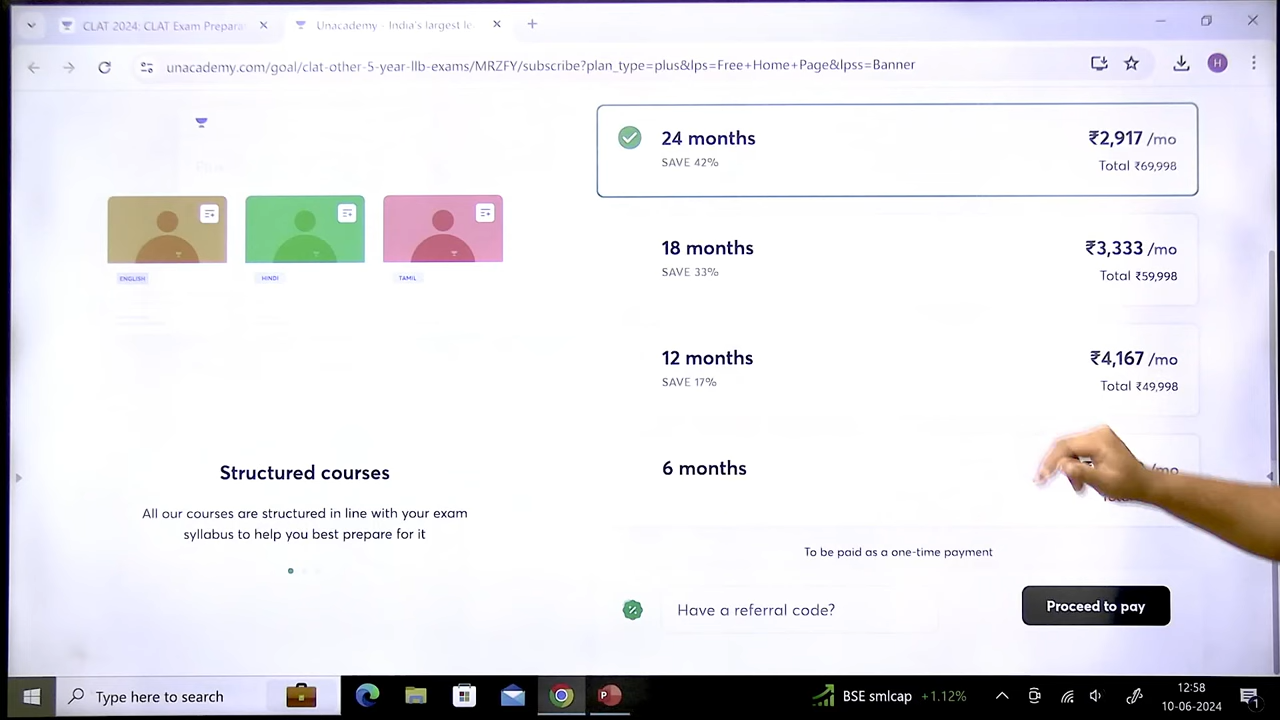 CLAT 2024: CLAT Exam Prepara
Unacademy - India's largest le
unacademy.com/goal/clat-other-5-year-llb-exams/MRZFY/subscribe?plan_type=plus&lps=Free+Home+Page&lpss=Banner
H
24 months
₹2,917 /mo
SAVE 42%
Total ₹69,998
18 months
₹3,333 /mo
SAVE 33%
Total ₹59,998
12 months
₹4,167 /mo
SAVE 17%
Total ₹49,998
6 months
/mo
ENGLISH
HINDI
TAMIL
Structured courses
All our courses are structured in line with your exam
syllabus to help you best prepare for it
To be paid as a one-time payment
Have a referral code?
Proceed to pay
Type here to search
BSE smlcap +1.12%
12:58
10-06-2024
1